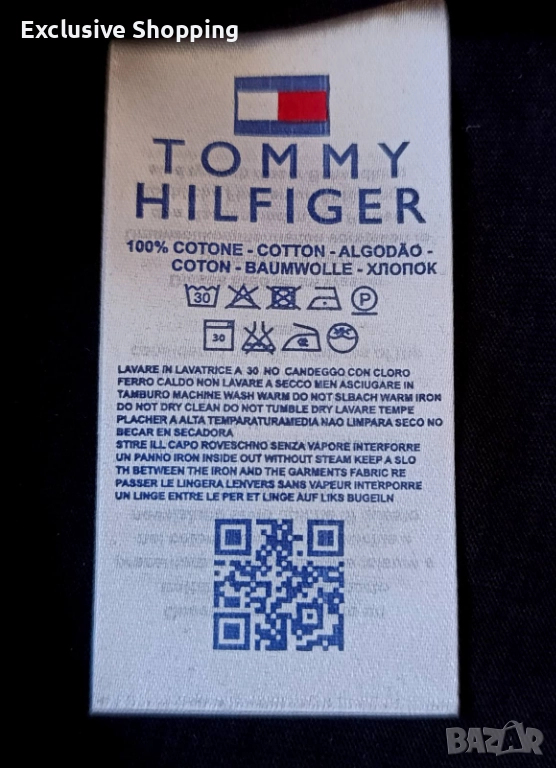 Exclusive Shopping
TOMMY
HILFIGER
100% COTONE - COTTON - ALGODÃO -
COTON - BAUMWOLLE - ХЛОПОК
30
P
30
LAVARE IN LAVATRICE A 30 NO CANDEGGO CON CLORO
FERRO CALDO NON LAVARE A SECCO MEN ASCIUGARE IN
TAMBURO MACHINE WASH WARM DO NOT SLBACH WARM IRON
DO NOT DRY CLEAN DO NOT TUMBLE DRY LAVARE TEMPE
PLACHER A ALTA TEMPARATURAMEDIA NAO LIMPARA SECO NO
BECAR EN SECADORA
STIRE ILL CAPO ROVESCHNO SENZA VAPORE INTERFORRE
UN PANNO IRON INSIDE OUT WITHOUT STEAM KEEP A SLO
TH BETWEEN THE IRON AND THE GARMENTS FABRIC RE
PASSER LE LINGERA LENVERS SANS VAPEUR INTERPORRE
UN LINGE ENTRE LE PER ET LINGE AUF LIKS BUGEILN
BAZAR